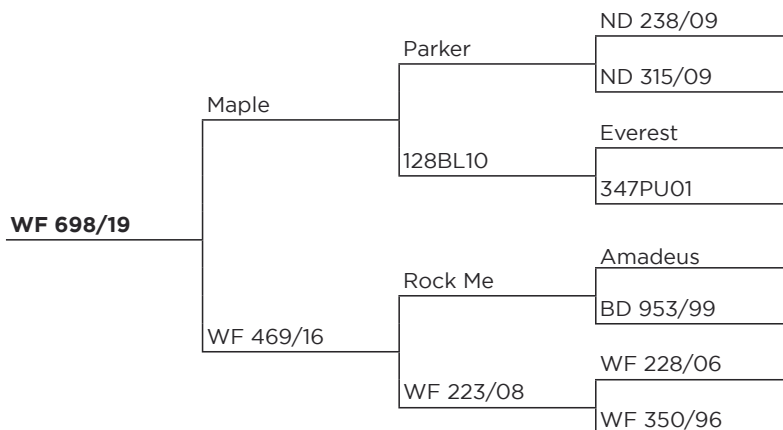 ND 238/09
Parker
ND 315/09
Maple
Everest
128BL10
347PU01
WF 698/19
Amadeus
Rock Me
BD 953/99
WF 469/16
WF 228/06
WF 223/08
WF 350/96